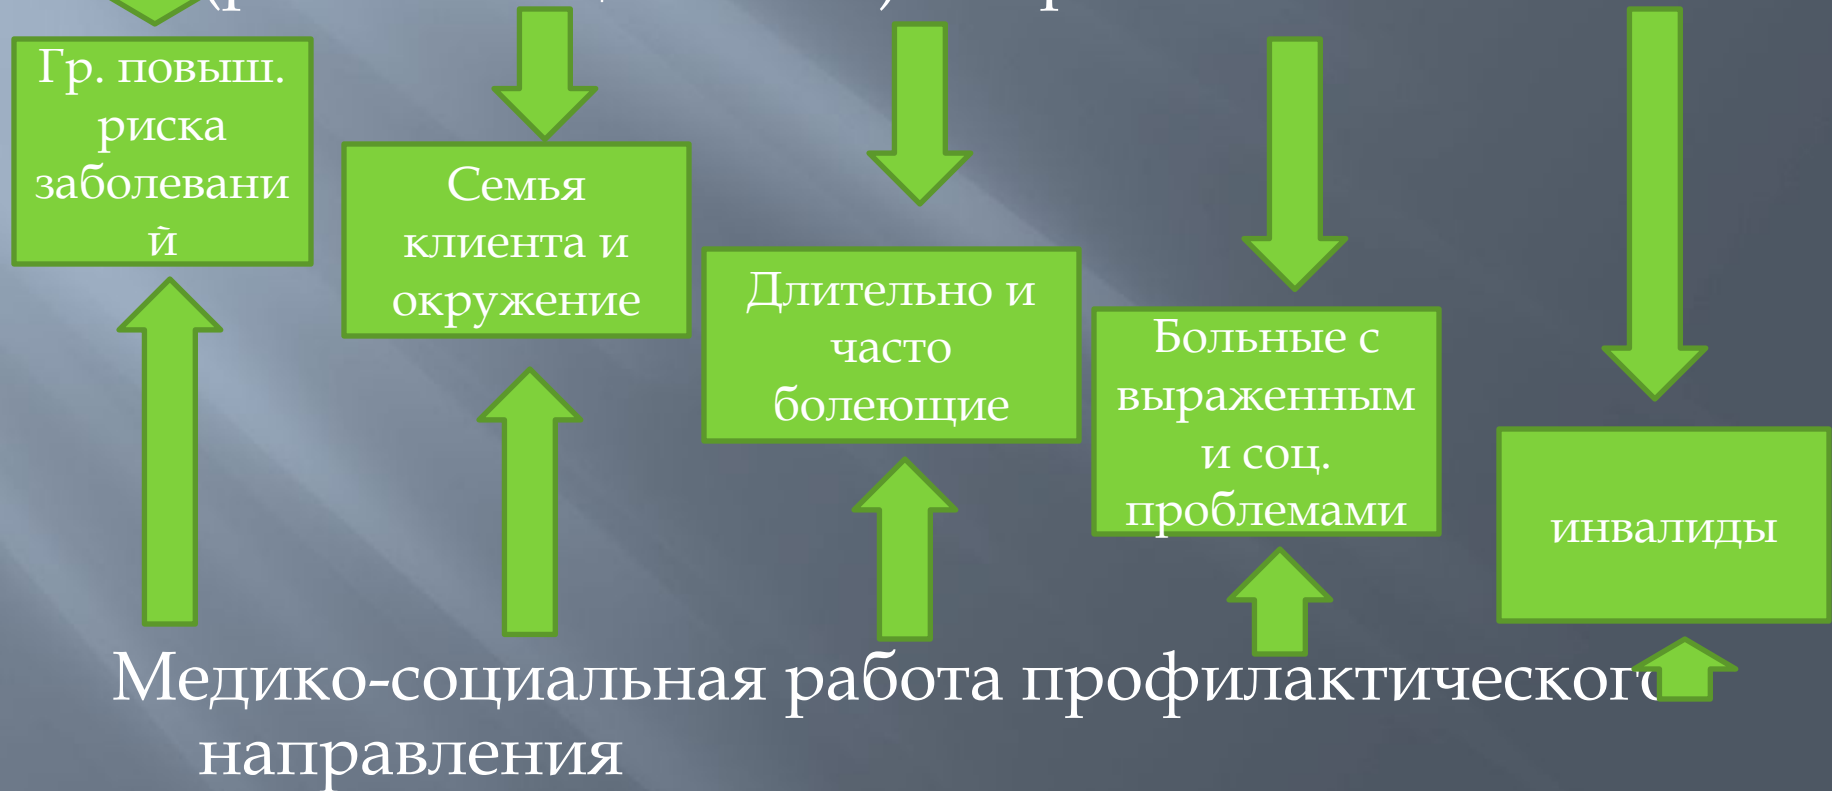 Гр. повыш.
риска
заболевани
й
Семья
клиента и
окружение
Длительно и
часто
болеющие
Больные с
выраженным
и соц.
проблемами
инвалиды
Медико-социальная работа профилактического
направления